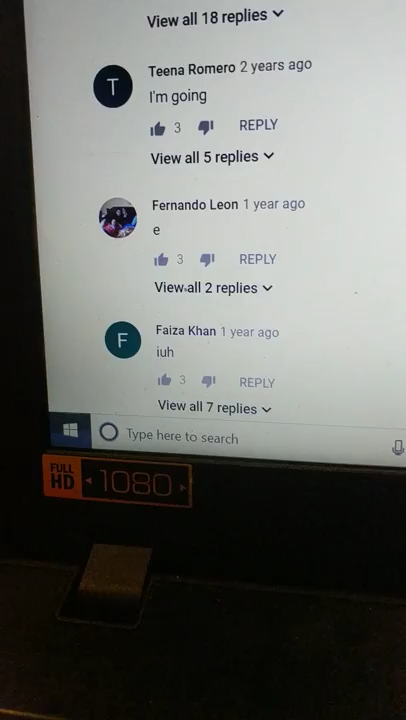 View all 18 replies
T
Teena Romero 2 years ago
I'm going
3 REPLY
View all 5 replies
Fernando Leon 1 year ago
e
3 REPLY
View all 2 replies
F
Faiza Khan 1 year ago
iuh
3 REPLY
View all 7 replies
Type here to search
FULL HD 1080